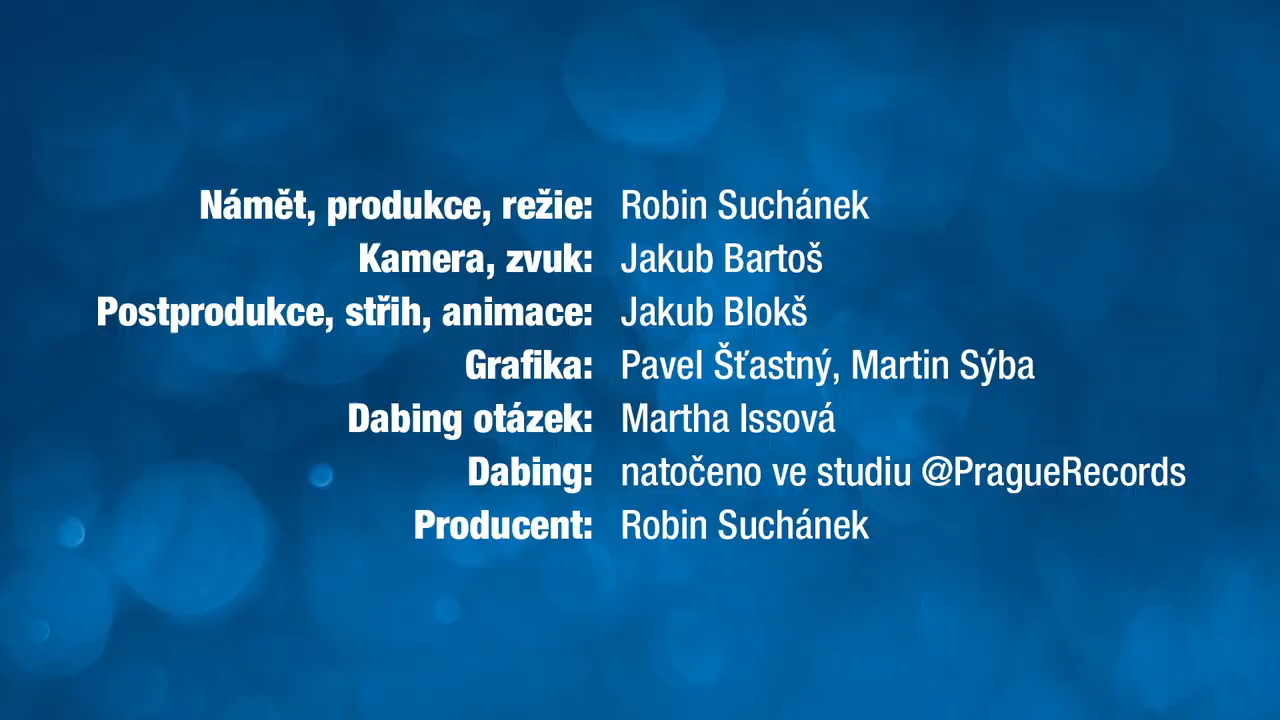 Námět, produkce, režie: Robin Suchánek
Kamera, zvuk: Jakub Bartoš
Postprodukce, střih, animace: Jakub Blokš
Grafika: Pavel Šťastný, Martin Sýba
Dabing otázek: Martha Issová
Dabing: natočeno ve studiu @PragueRecords
Producent: Robin Suchánek